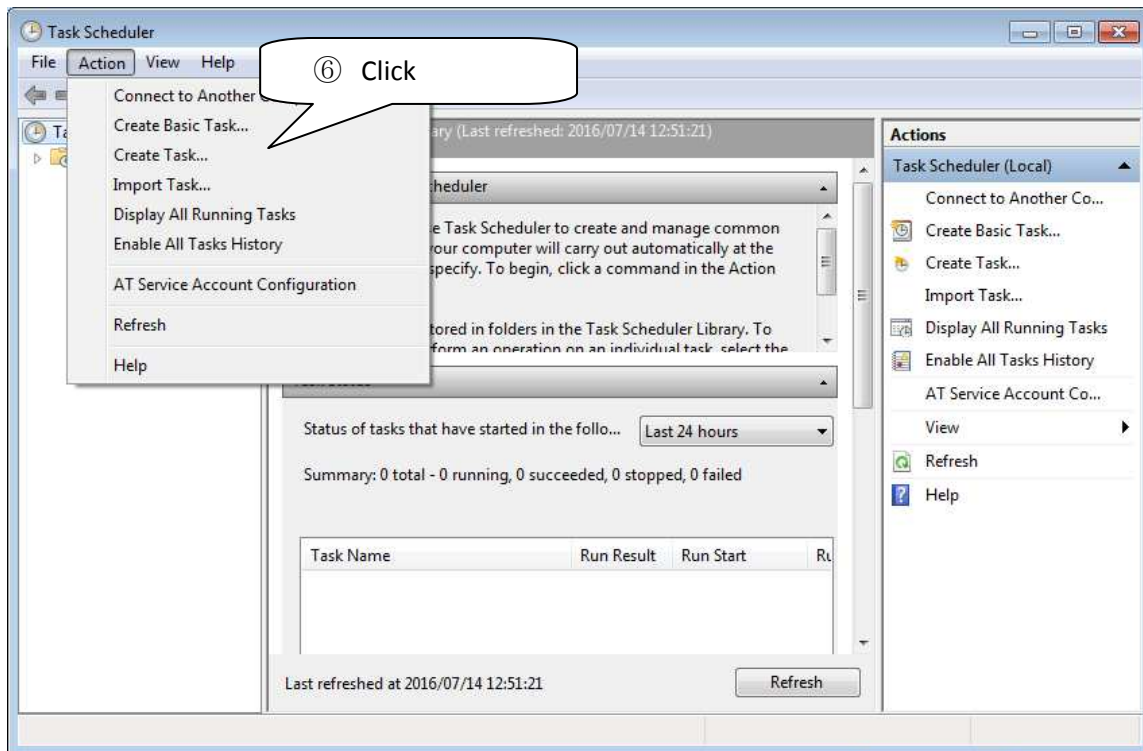 Task Scheduler
File Action View Help
⑥ Click
Connect to Another
Create Basic Task...
Create Task...
Import Task...
Display All Running Tasks
Enable All Tasks History
AT Service Account Configuration
Refresh
Help
(Last refreshed: 2016/07/14 12:51:21)
Task Scheduler to create and manage common
your computer will carry out automatically at the
specify. To begin, click a command in the Action
in folders in the Task Scheduler Library. To
an operation on an individual task, select the
Status of tasks that have started in the follo... Last 24 hours
Summary: 0 total - 0 running, 0 succeeded, 0 stopped, 0 failed
Task Name Run Result Run Start
Last refreshed at 2016/07/14 12:51:21 Refresh
Actions
Task Scheduler (Local)
Connect to Another Co...
Create Basic Task...
Create Task...
Import Task...
Display All Running Tasks
Enable All Tasks History
AT Service Account Co...
View
Refresh
Help